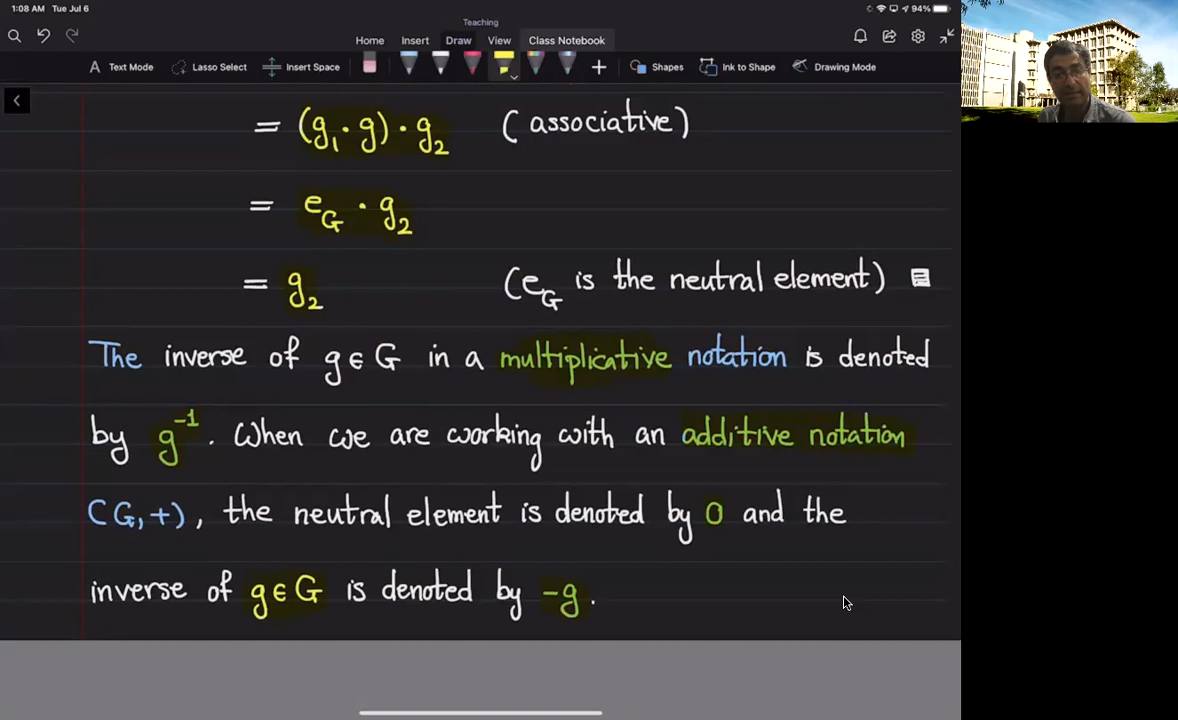 1:08 AM Tue Jul 6
94%
Teaching
Home Insert Draw View Class Notebook
A Text Mode Lasso Select Insert Space Shapes Ink to Shape Drawing Mode
= (g₁ · g) · g₂ (associative)
= e_G · g₂
= g₂ (e_G is the neutral element)
The inverse of g ∈ G in a multiplicative notation is denoted
by g⁻¹. When we are working with an additive notation
(G, +), the neutral element is denoted by 0 and the
inverse of g ∈ G is denoted by -g.